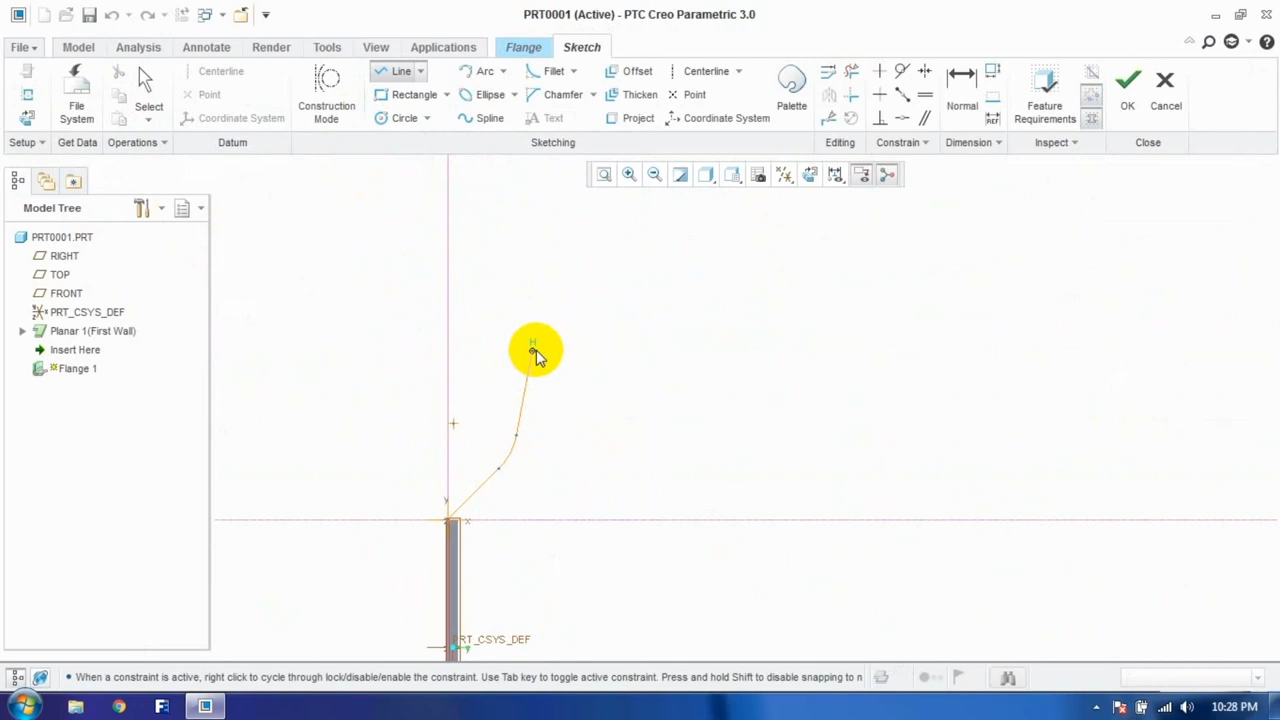 PRT0001 (Active) - PTC Creo Parametric 3.0
File Model Analysis Annotate Render Tools View Applications Flange Sketch
File System
Select
Centerline
Point
Coordinate System
Construction Mode
Line Arc Fillet Offset Centerline
Rectangle Ellipse Chamfer Thicken Point
Circle Spline Text Project Coordinate System
Palette
Normal
REF
Feature Requirements
OK Cancel
Setup Get Data Operations Datum Sketching Editing Constrain Dimension Inspect Close
Model Tree
PRT0001.PRT
RIGHT
TOP
FRONT
PRT_CSYS_DEF
Planar 1(First Wall)
Insert Here
Flange 1
H
y
x
PRT_CSYS_DEF
y
• When a constraint is active, right click to cycle through lock/disable/enable the constraint. Use Tab key to toggle active constraint. Press and hold Shift to disable snapping to n
10:28 PM